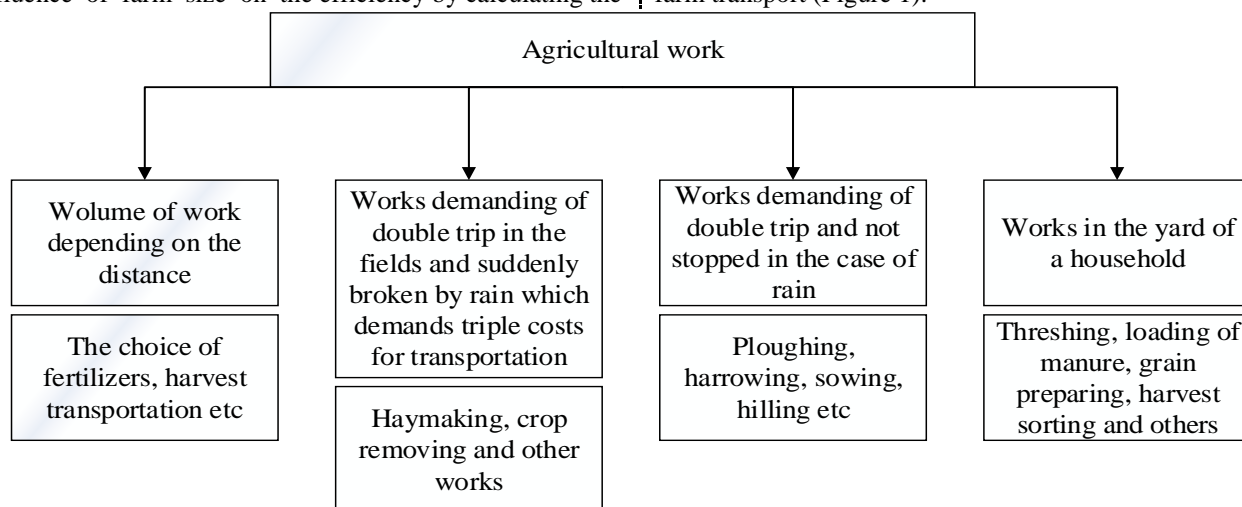 fluence of farm size on the efficiency by calculating the
farm transport (Figure 1).
Agricultural work
Wolume of work
depending on the
distance
The choice of
fertilizers, harvest
transportation etc
Works demanding of
double trip in the
fields and suddenly
broken by rain which
demands triple costs
for transportation
Haymaking, crop
removing and other
works
Works demanding of
double trip and not
stopped in the case of
rain
Ploughing,
harrowing, sowing,
hilling etc
Works in the yard of
a household
Threshing, loading of
manure, grain
preparing, harvest
sorting and others